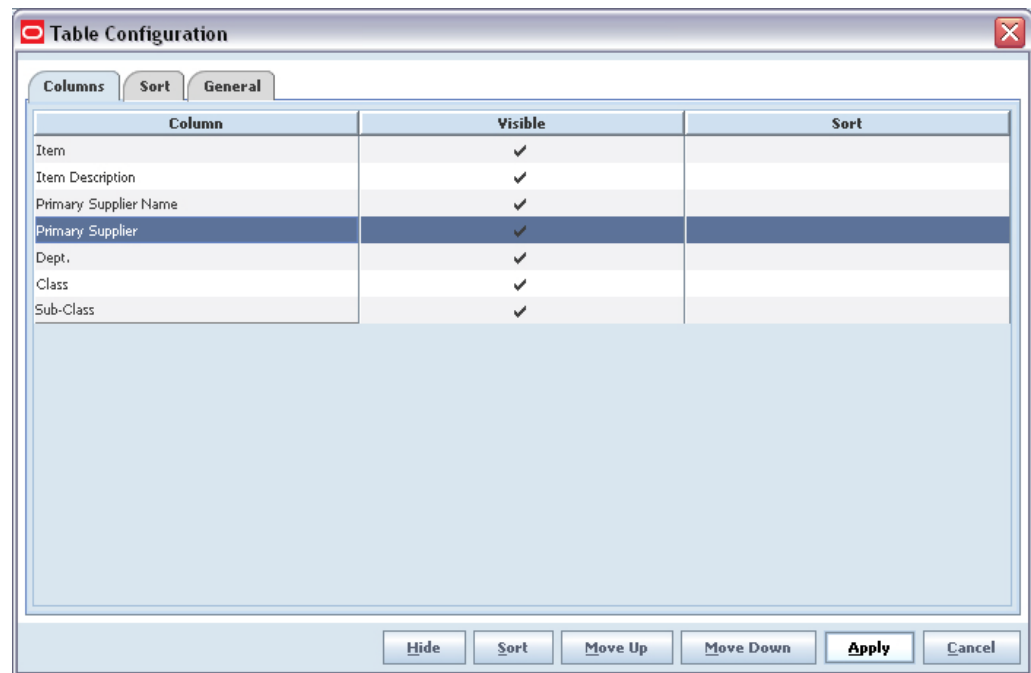 Table Configuration
Columns Sort General
Column Visible Sort
Item
Item Description
Primary Supplier Name
Primary Supplier
Dept.
Class
Sub-Class
Hide Sort Move Up Move Down Apply Cancel